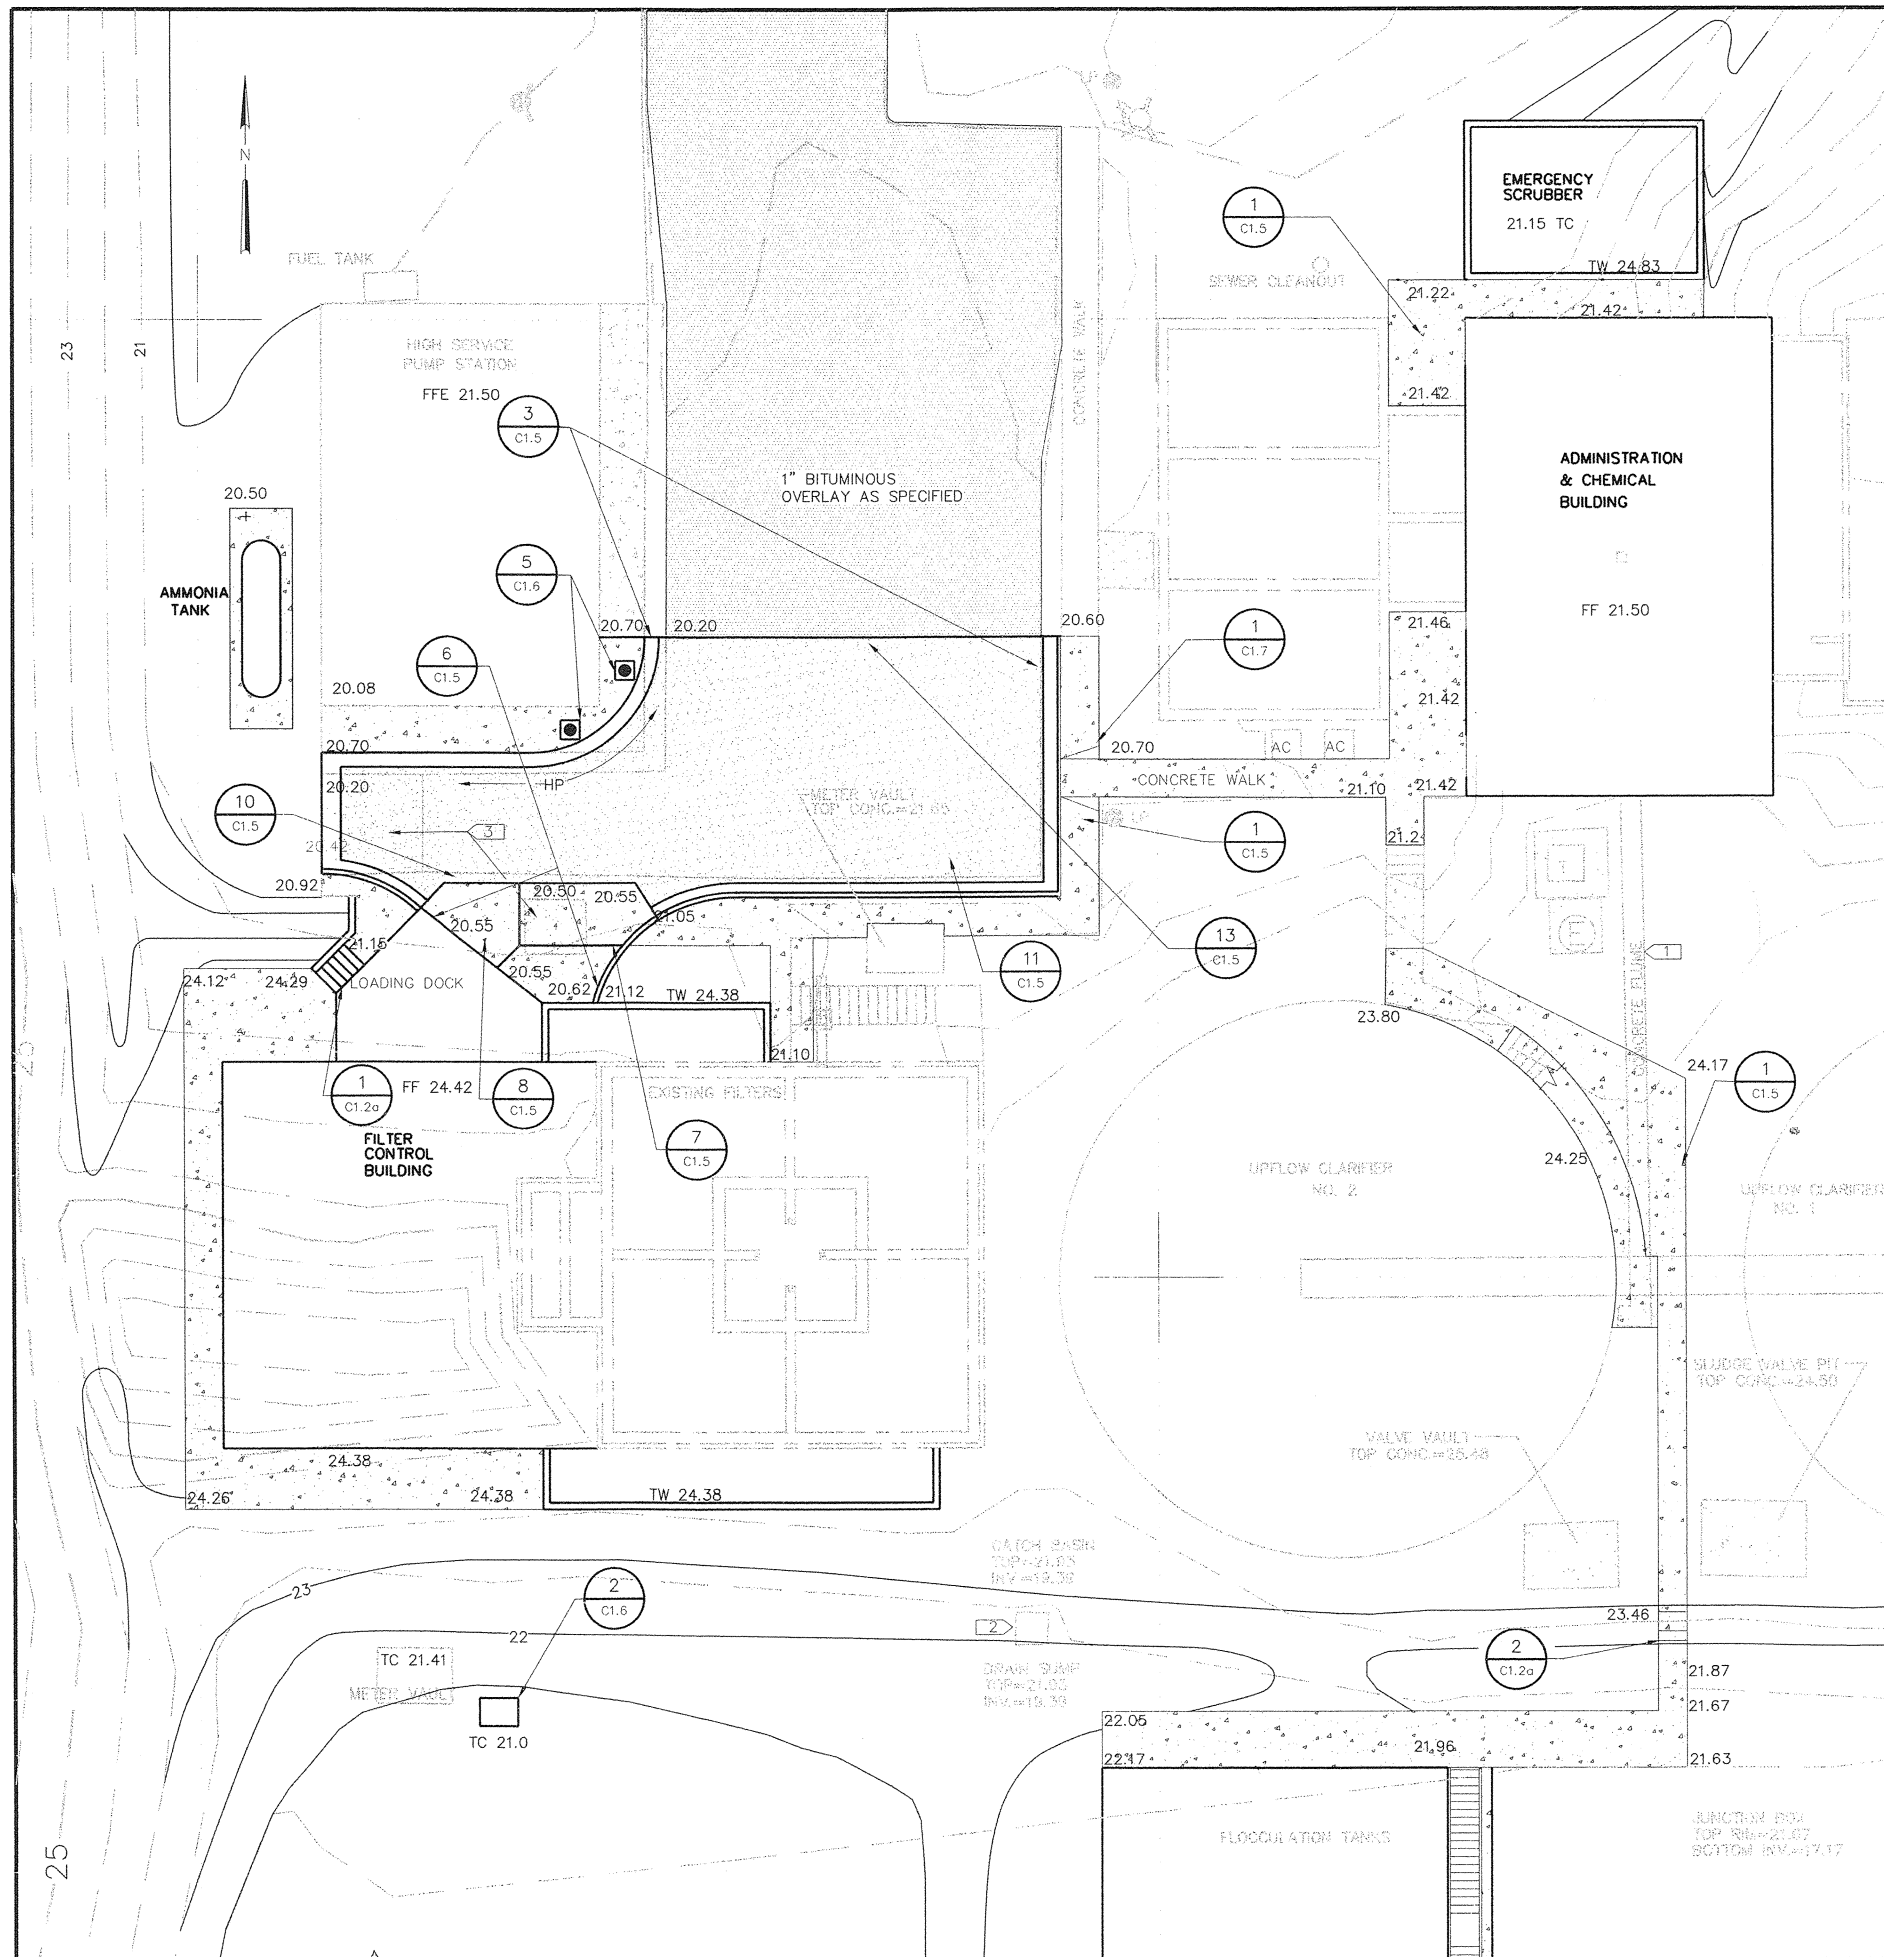 N
23
21
FUEL TANK
HIGH SERVICE
PUMP STATION
FFE 21.50
3
C1.5
1" BITUMINOUS
OVERLAY AS SPECIFIED
CONCRETE WALK
1
C1.5
SEWER CLEANOUT
EMERGENCY
SCRUBBER
21.15 TC
TW 24.83
21.22
21.42
21.42
ADMINISTRATION
& CHEMICAL
BUILDING
FF 21.50
20.50
AMMONIA
TANK
5
C1.6
6
C1.5
20.70
20.20
20.60
1
C1.7
21.46
21.42
20.08
20.70
20.20
HP
20.70
AC
AC
CONCRETE WALK
21.10
21.42
METER VAULT
10
C1.5
3
20.42
1
C1.5
21.2
20.92
20.50
20.55
21.05
20.55
20.55
21.15
LOADING DOCK
24.12
24.29
20.62
21.12
TW 24.38
21.10
11
C1.5
13
C1.5
CONCRETE FLUME
1
E
23.80
24.17
1
C1.5
1
C1.2a
FF 24.42
8
C1.5
EXISTING FILTERS
FILTER
CONTROL
BUILDING
7
C1.5
UPFLOW CLARIFIER
NO. 2
24.25
UPFLOW CLARIFIER
NO. 1
SLUDGE VALVE PIT
TOP CONC.=24.50
VALVE VAULT
24.38
24.26
24.38
TW 24.38
CATCH BASIN
23
2
C1.6
2
23.46
22
TC 21.41
METER VAULT
DRAIN SUMP
2
C1.2a
21.87
21.67
TC 21.0
22.05
22.17
21.96
21.63
FLOCCULATION TANKS
JUNCTION BOX
25